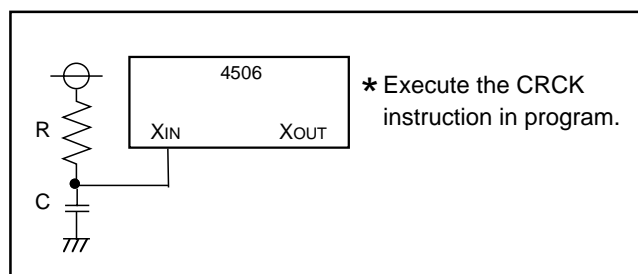 4506
* Execute the CRCK
instruction in program.
R
XIN
XOUT
C